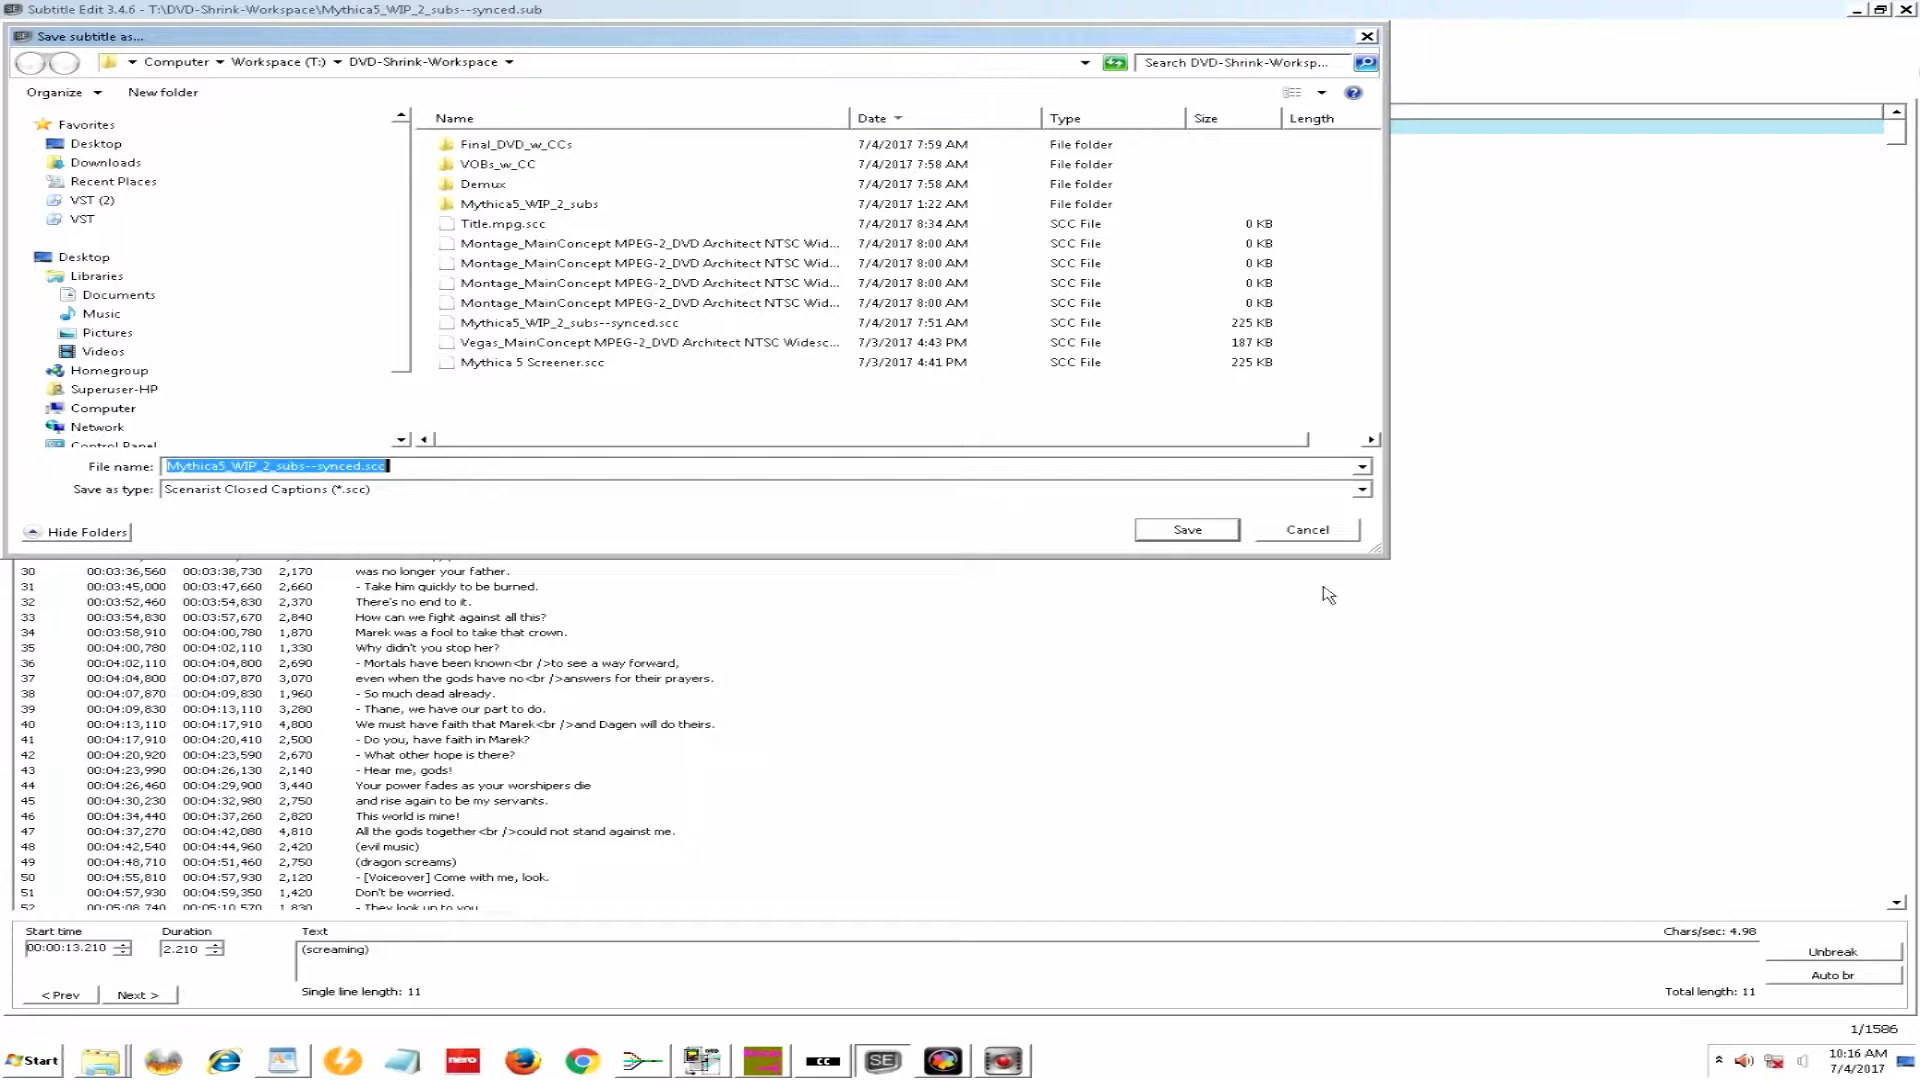 Subtitle Edit 3.4.6 - T:\DVD-Shrink-Workspace\Mythica5_WIP_2_subs--synced.sub
Save subtitle as...
Computer Workspace (T:) DVD-Shrink-Workspace
Search DVD-Shrink-Worksp...
Organize New folder
Name Date Type Size Length
Favorites
Desktop
Downloads
Recent Places
VST (2)
VST
Desktop
Libraries
Documents
Music
Pictures
Videos
Homegroup
Superuser-HP
Computer
Network
Control Panel
Final_DVD_w_CCs 7/4/2017 7:59 AM File folder
VOBs_w_CC 7/4/2017 7:58 AM File folder
Demux 7/4/2017 7:58 AM File folder
Mythica5_WIP_2_subs 7/4/2017 1:22 AM File folder
Title.mpg.scc 7/4/2017 8:34 AM SCC File 0 KB
Montage_MainConcept MPEG-2_DVD Architect NTSC Wid... 7/4/2017 8:00 AM SCC File 0 KB
Montage_MainConcept MPEG-2_DVD Architect NTSC Wid... 7/4/2017 8:00 AM SCC File 0 KB
Montage_MainConcept MPEG-2_DVD Architect NTSC Wid... 7/4/2017 8:00 AM SCC File 0 KB
Montage_MainConcept MPEG-2_DVD Architect NTSC Wid... 7/4/2017 8:00 AM SCC File 0 KB
Mythica5_WIP_2_subs--synced.scc 7/4/2017 7:51 AM SCC File 225 KB
Vegas_MainConcept MPEG-2_DVD Architect NTSC Widesc... 7/3/2017 4:43 PM SCC File 187 KB
Mythica 5 Screener.scc 7/3/2017 4:41 PM SCC File 225 KB
File name: Mythica5_WIP_2_subs--synced.scc
Save as type: Scenarist Closed Captions (*.scc)
Hide Folders Save Cancel
30 00:03:36,560 00:03:38,730 2,170 was no longer your father.
31 00:03:45,000 00:03:47,660 2,660 - Take him quickly to be burned.
32 00:03:52,460 00:03:54,830 2,370 There's no end to it.
33 00:03:54,830 00:03:57,670 2,840 How can we fight against all this?
34 00:03:58,910 00:04:00,780 1,870 Marek was a fool to take that crown.
35 00:04:00,780 00:04:02,110 1,330 Why didn't you stop her?
36 00:04:02,110 00:04:04,800 2,690 - Mortals have been known<br />to see a way forward,
37 00:04:04,800 00:04:07,870 3,070 even when the gods have no<br />answers for their prayers.
38 00:04:07,870 00:04:09,830 1,960 - So much dead already.
39 00:04:09,830 00:04:13,110 3,280 - Thane, we have our part to do.
40 00:04:13,110 00:04:17,910 4,800 We must have faith that Marek<br />and Dagen will do theirs.
41 00:04:17,910 00:04:20,410 2,500 - Do you, have faith in Marek?
42 00:04:20,920 00:04:23,590 2,670 - What other hope is there?
43 00:04:23,990 00:04:26,130 2,140 - Hear me, gods!
44 00:04:26,460 00:04:29,900 3,440 Your power fades as your worshipers die
45 00:04:30,230 00:04:32,980 2,750 and rise again to be my servants.
46 00:04:34,440 00:04:37,260 2,820 This world is mine!
47 00:04:37,270 00:04:42,080 4,810 All the gods together<br />could not stand against me.
48 00:04:42,540 00:04:44,960 2,420 (evil music)
49 00:04:48,710 00:04:51,460 2,750 (dragon screams)
50 00:04:55,810 00:04:57,930 2,120 - [Voiceover] Come with me, look.
51 00:04:57,930 00:04:59,350 1,420 Don't be worried.
52 00:05:08,740 00:05:10,570 1,830 - They look up to you
Start time Duration Text Chars/sec: 4.98
00:00:13.210 2.210 (screaming)
Unbreak
Auto br
< Prev Next > Single line length: 11 Total length: 11
1/1586
Start nero CC SE
10:16 AM
7/4/2017